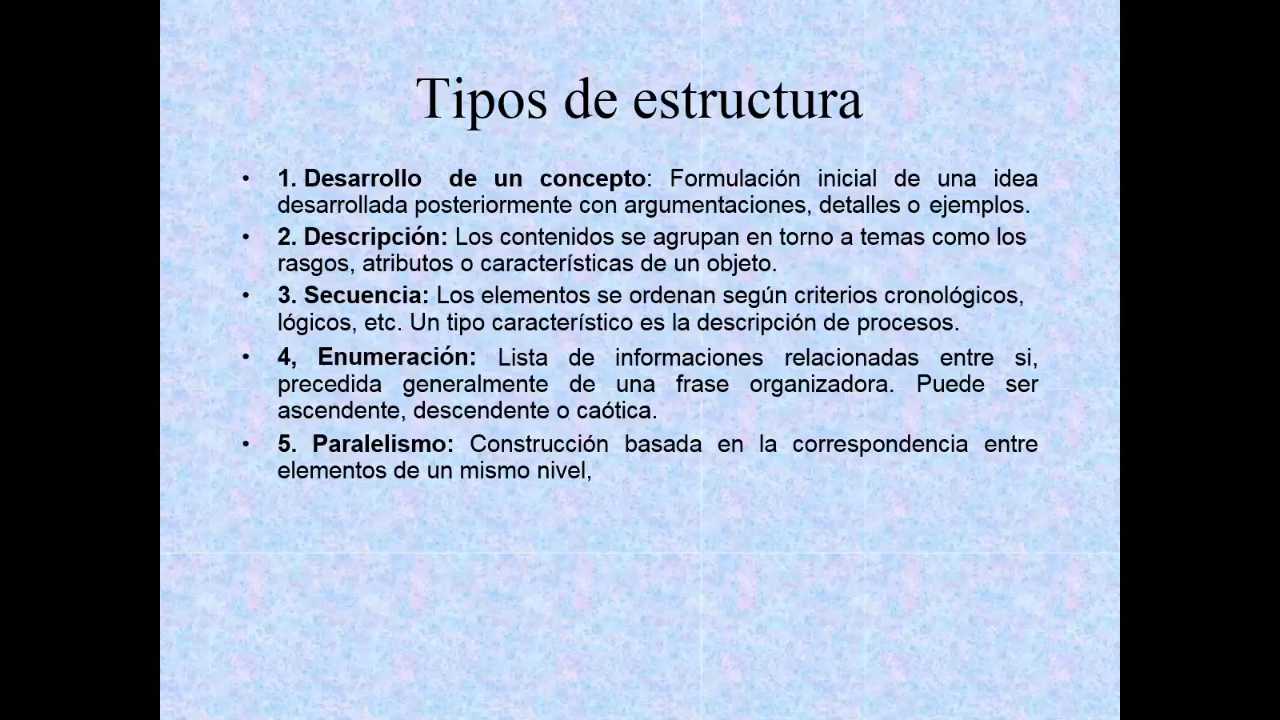 Tipos de estructura
• 1. Desarrollo de un concepto: Formulación inicial de una idea
desarrollada posteriormente con argumentaciones, detalles o ejemplos.
• 2. Descripción: Los contenidos se agrupan en torno a temas como los
rasgos, atributos o características de un objeto.
• 3. Secuencia: Los elementos se ordenan según criterios cronológicos,
lógicos, etc. Un tipo característico es la descripción de procesos.
• 4, Enumeración: Lista de informaciones relacionadas entre si,
precedida generalmente de una frase organizadora. Puede ser
ascendente, descendente o caótica.
• 5. Paralelismo: Construcción basada en la correspondencia entre
elementos de un mismo nivel,